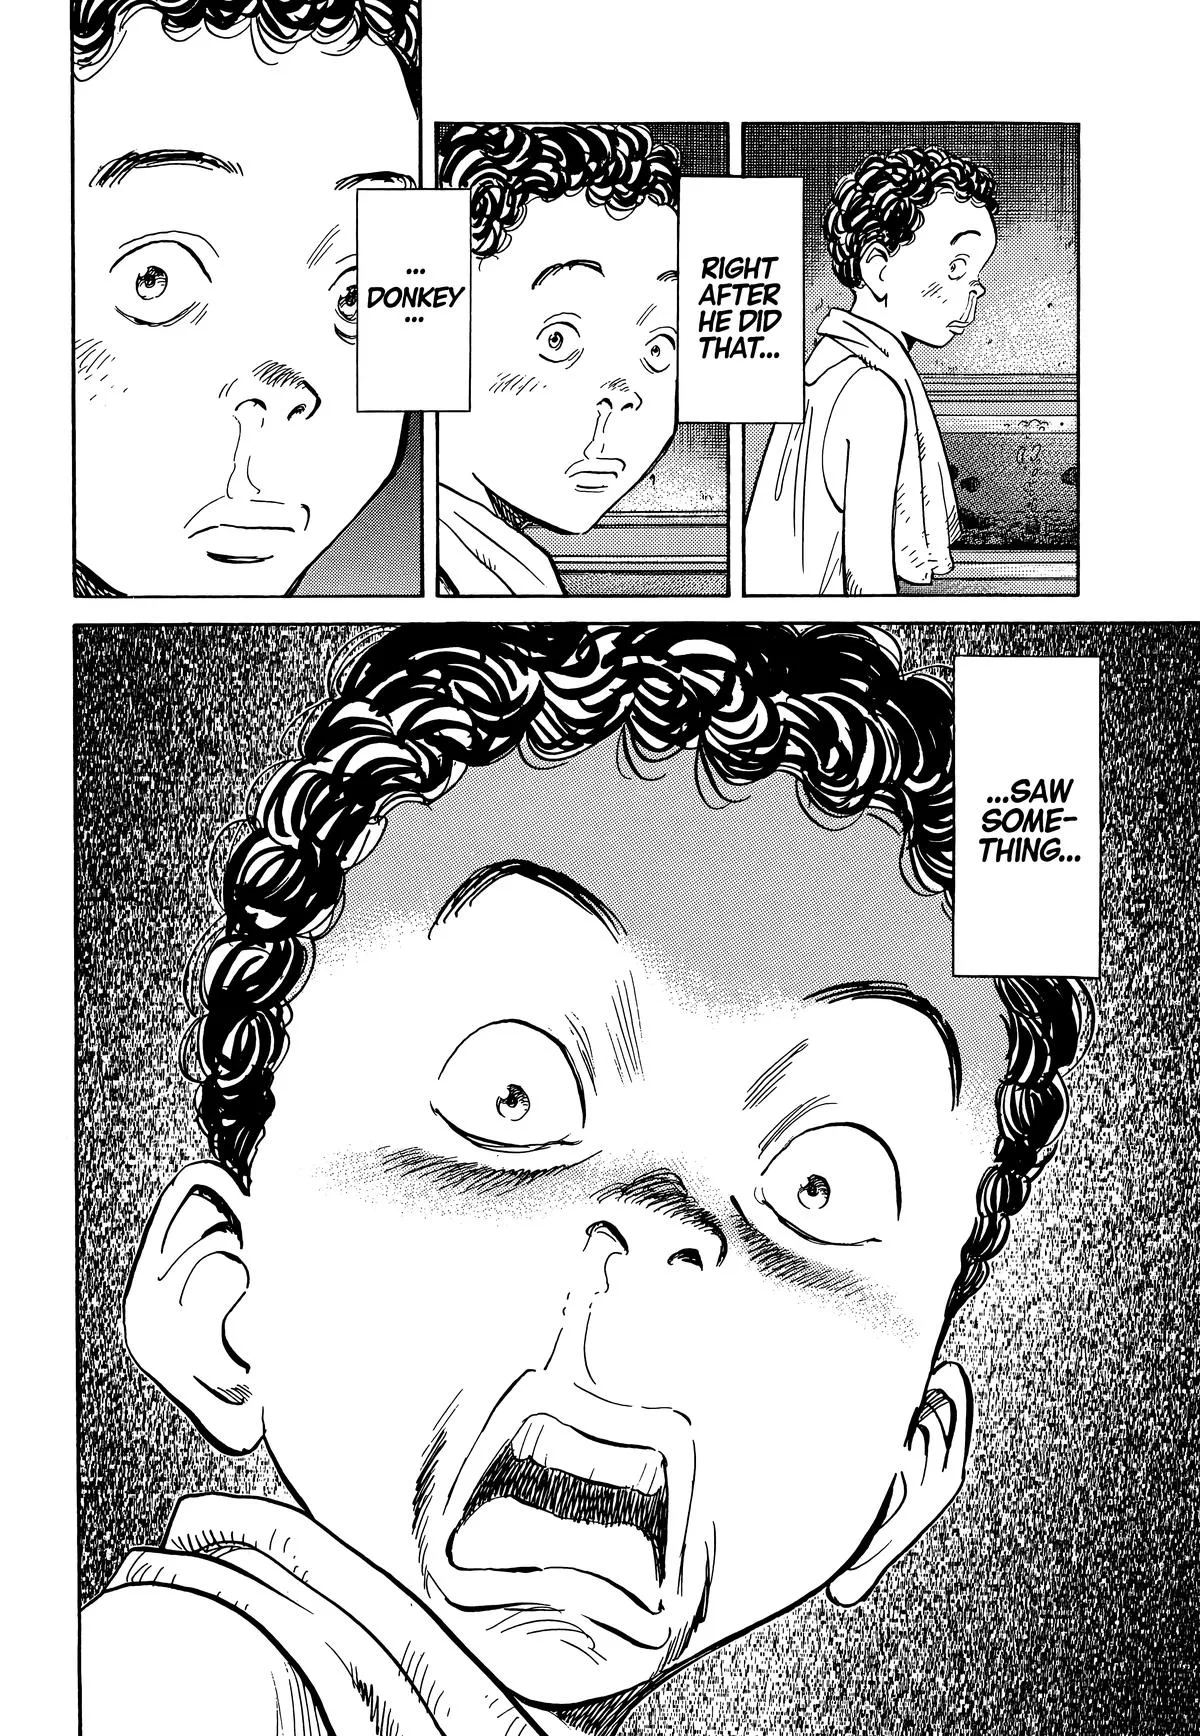 RIGHT
AFTER
HE DID
THAT...
...
DONKEY
...
...SAW
SOME-
THING...